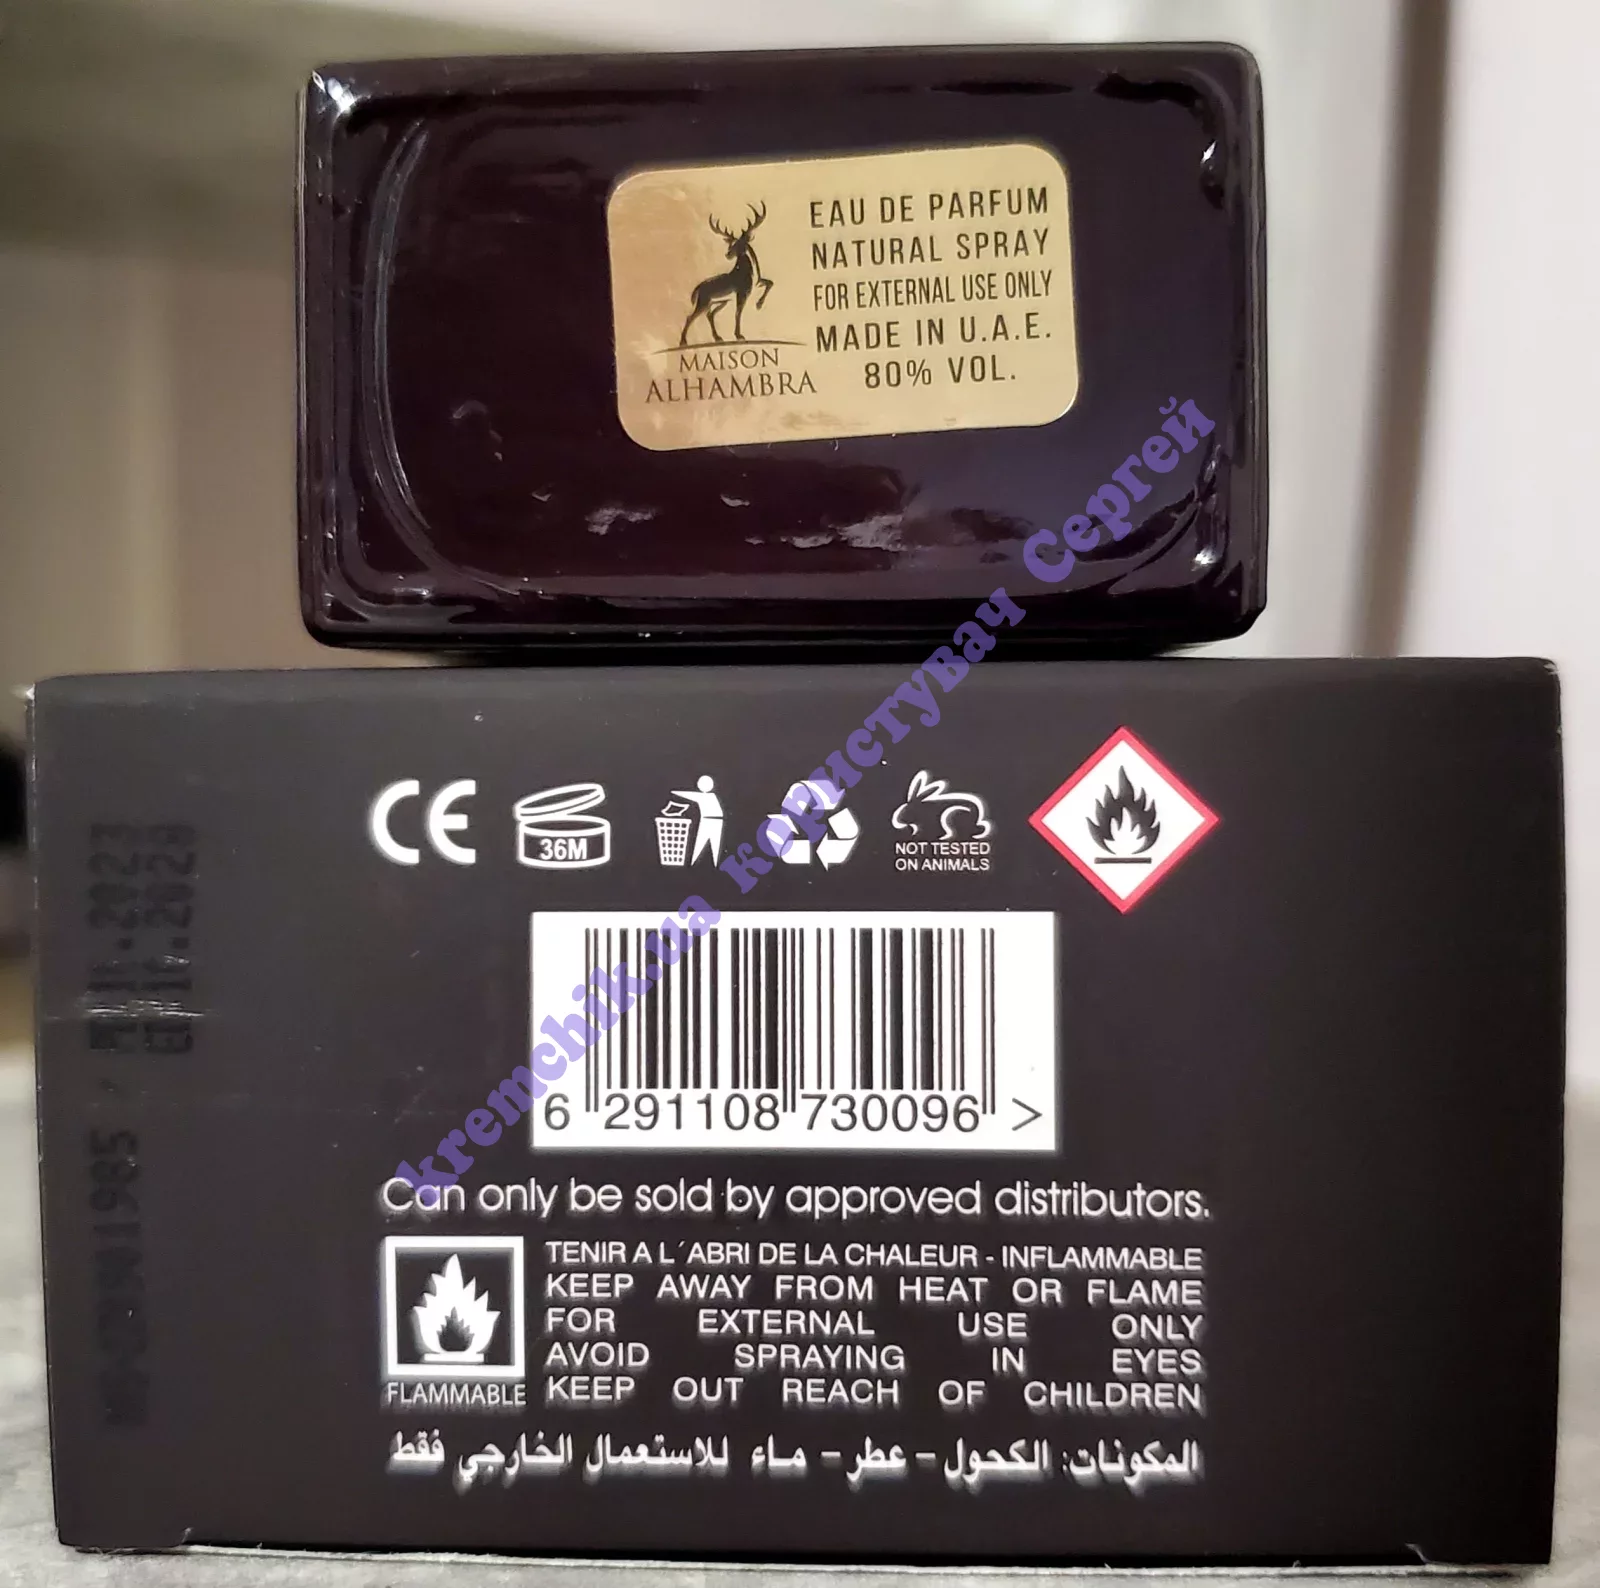 EAU DE PARFUM
NATURAL SPRAY
FOR EXTERNAL USE ONLY
MADE IN U.A.E.
80% VOL.
MAISON
ALHAMBRA
CE
36M
NOT TESTED
ON ANIMALS
6 291108 730096 >
Can only be sold by approved distributors.
TENIR A L´ABRI DE LA CHALEUR - INFLAMMABLE
KEEP AWAY FROM HEAT OR FLAME
FOR EXTERNAL USE ONLY
AVOID SPRAYING IN EYES
KEEP OUT REACH OF CHILDREN
FLAMMABLE
المكونات: الكحول - عطر - ماء للاستعمال الخارجي فقط
kremchik.ua користувач Сергей